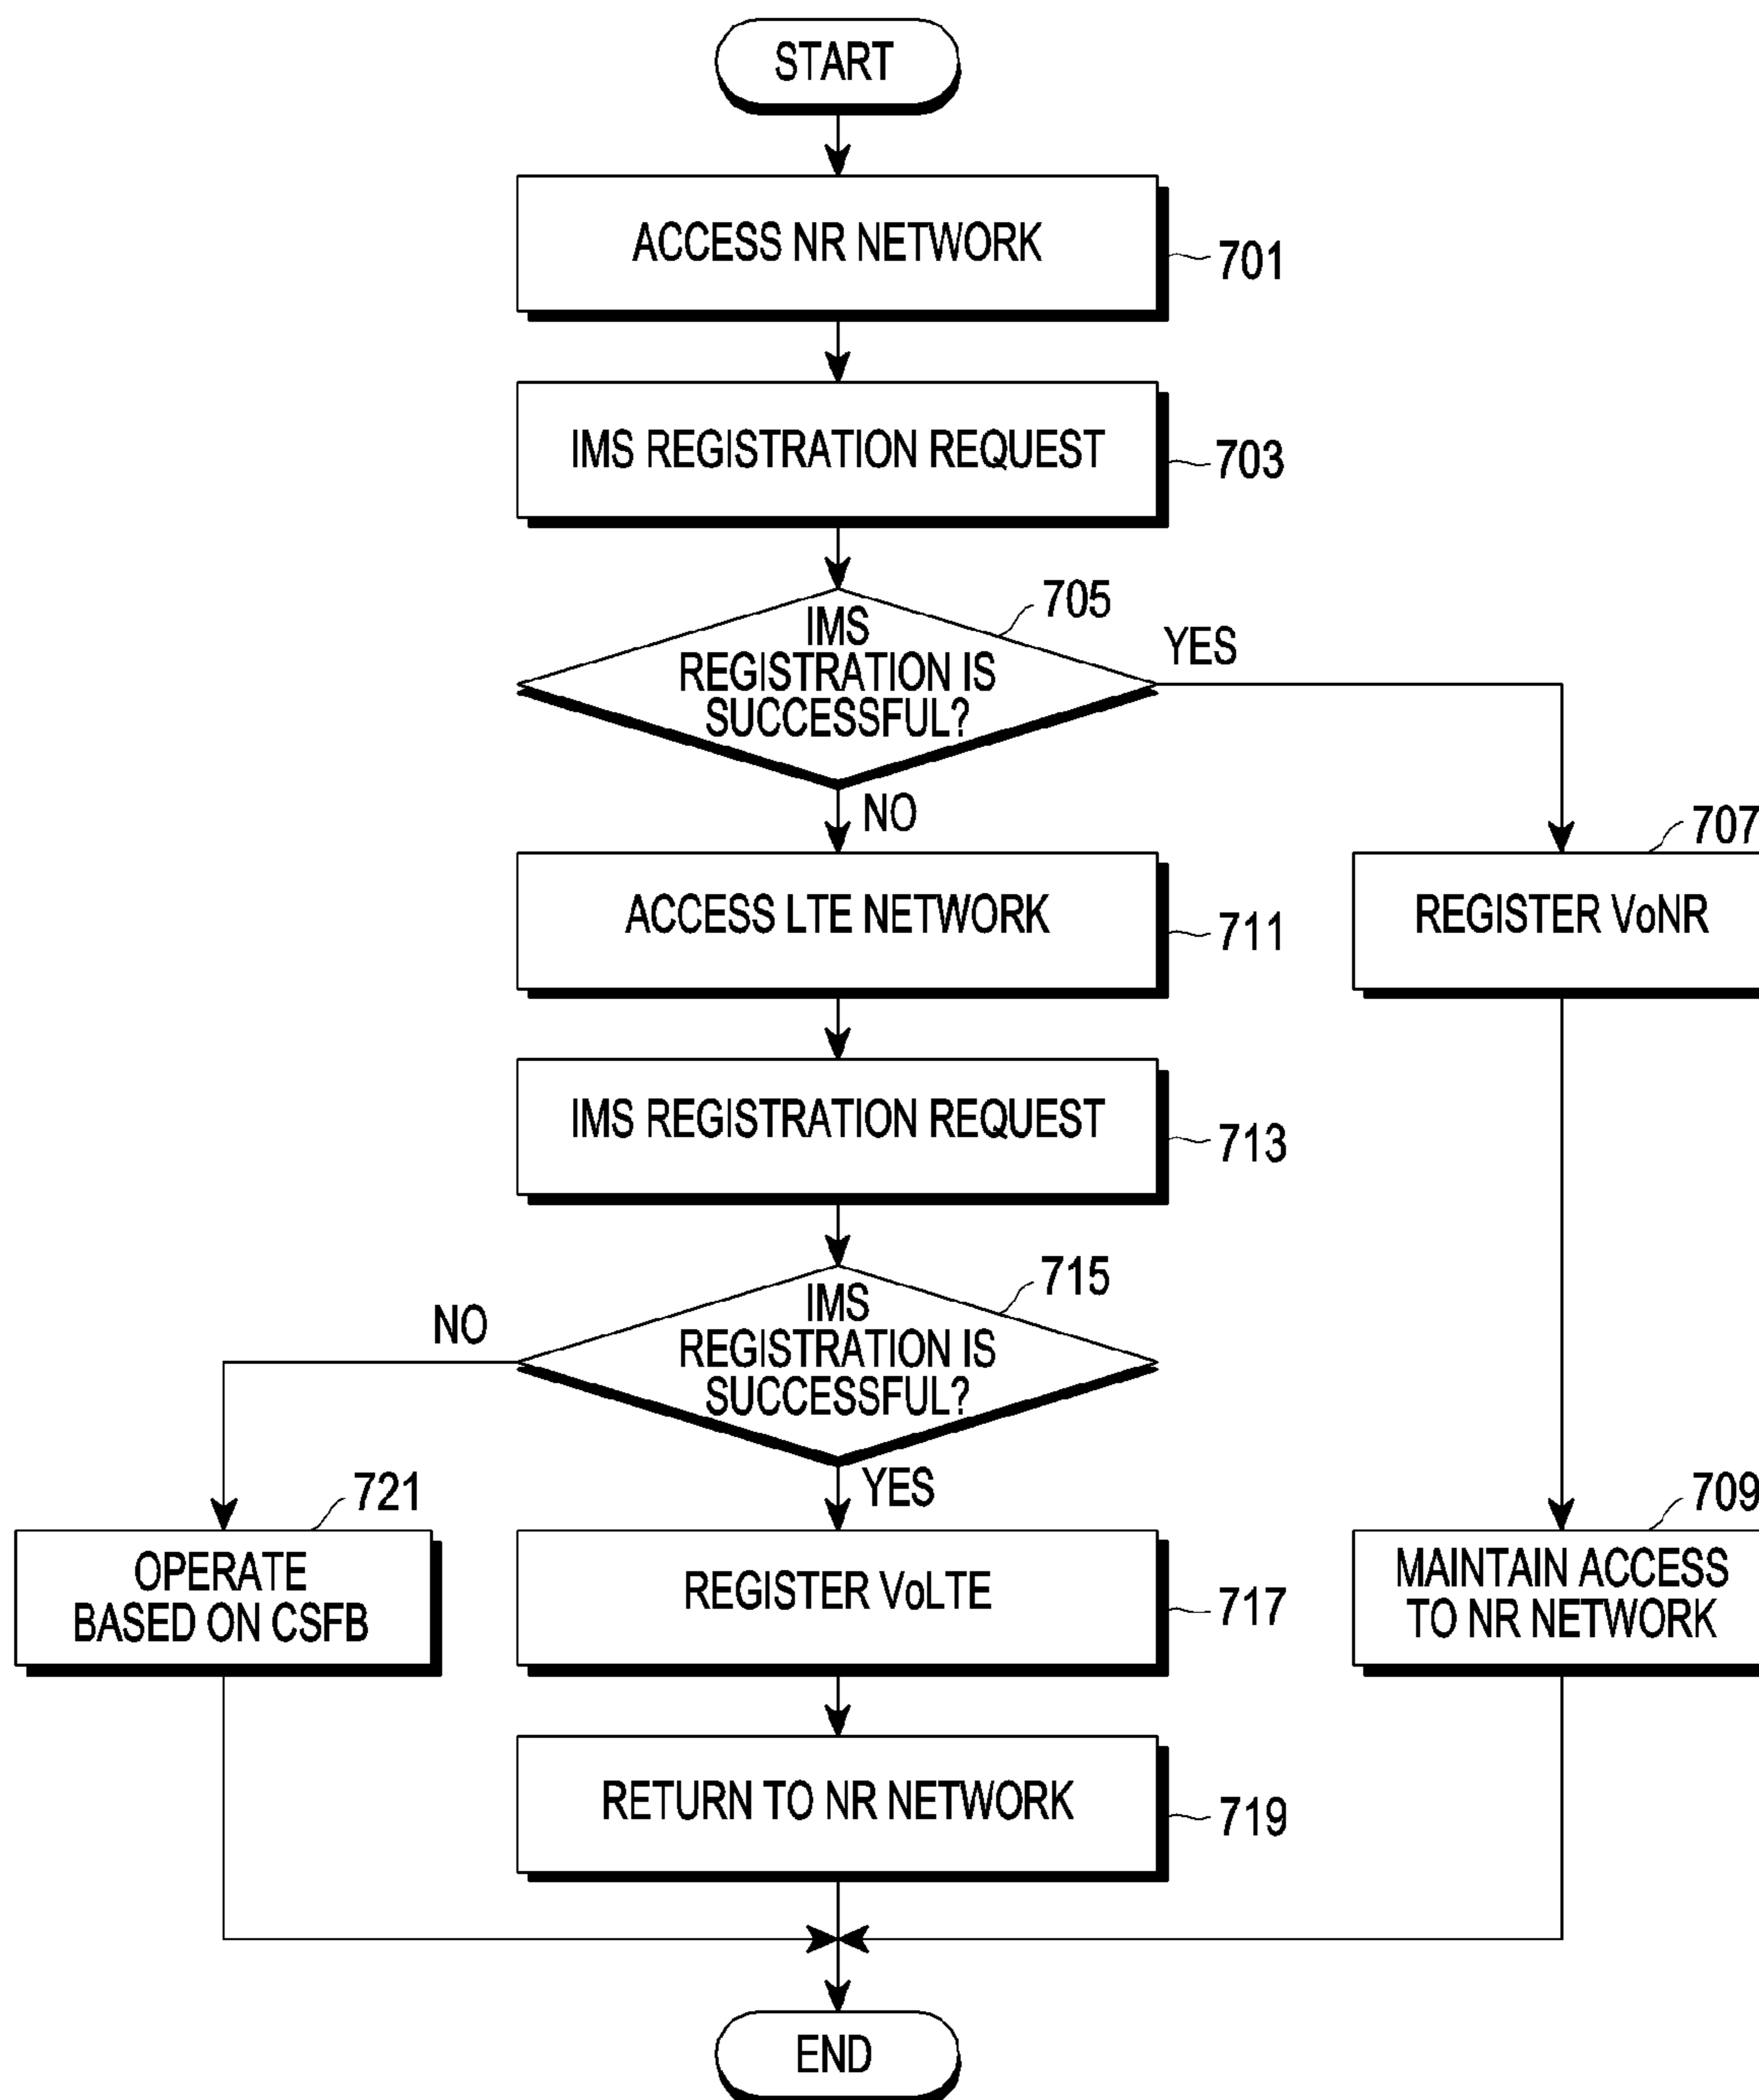 START
ACCESS NR NETWORK
701
IMS REGISTRATION REQUEST
703
705
IMS
REGISTRATION IS
SUCCESSFUL?
YES
NO
707
ACCESS LTE NETWORK
711
REGISTER VoNR
IMS REGISTRATION REQUEST
713
715
IMS
REGISTRATION IS
SUCCESSFUL?
NO
YES
721
OPERATE
BASED ON CSFB
REGISTER VoLTE
717
709
MAINTAIN ACCESS
TO NR NETWORK
RETURN TO NR NETWORK
719
END